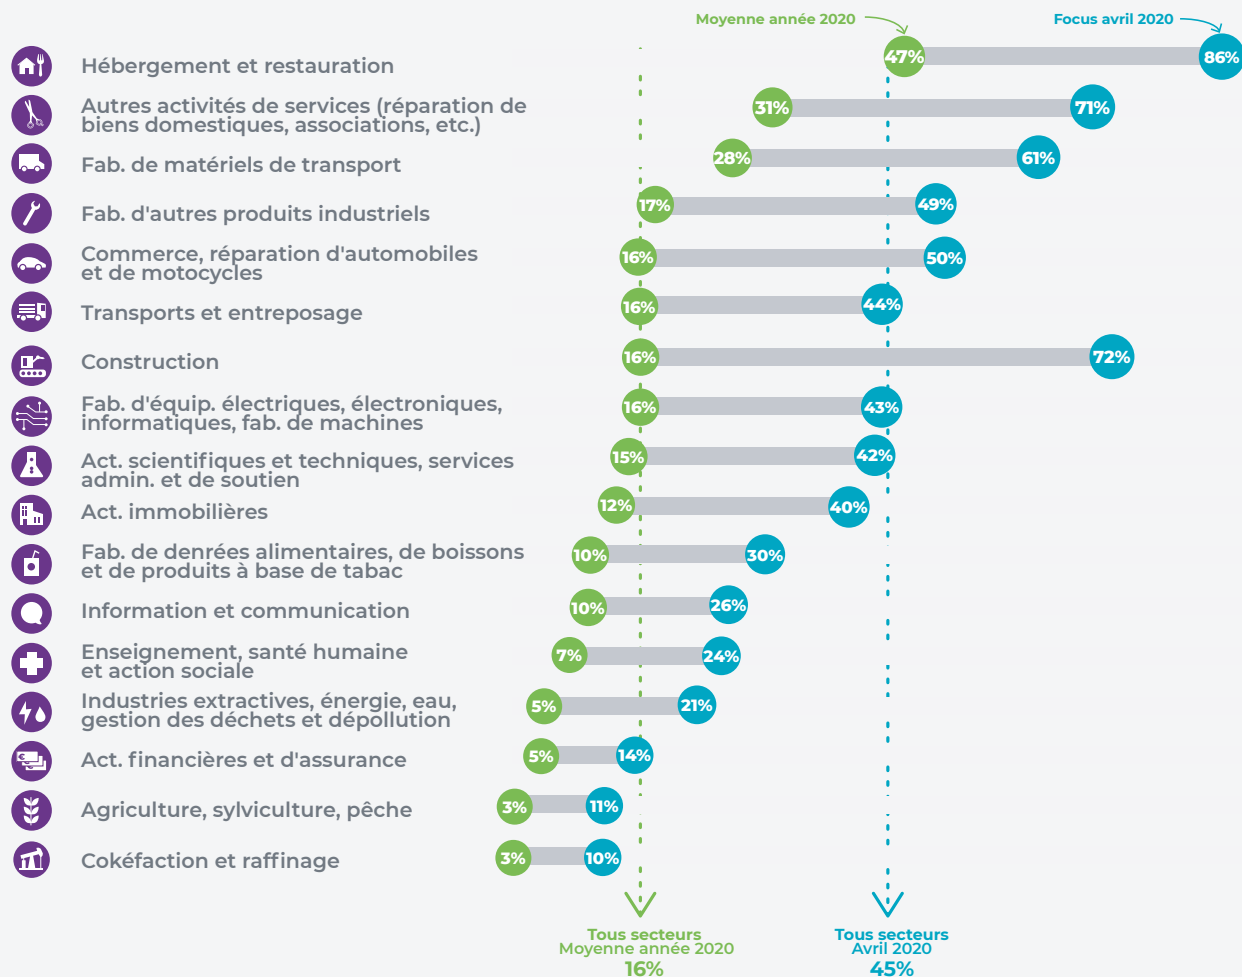 Moyenne année 2020
Focus avril 2020
Hébergement et restauration
47%
86%
Autres activités de services (réparation de
biens domestiques, associations, etc.)
31%
71%
Fab. de matériels de transport
28%
61%
Fab. d'autres produits industriels
17%
49%
Commerce, réparation d'automobiles
et de motocycles
16%
50%
Transports et entreposage
16%
44%
Construction
16%
72%
Fab. d'équip. électriques, électroniques,
informatiques, fab. de machines
16%
43%
Act. scientifiques et techniques, services
admin. et de soutien
15%
42%
Act. immobilières
12%
40%
Fab. de denrées alimentaires, de boissons
et de produits à base de tabac
10%
30%
Information et communication
10%
26%
Enseignement, santé humaine
et action sociale
7%
24%
Industries extractives, énergie, eau,
gestion des déchets et dépollution
5%
21%
Act. financières et d'assurance
5%
14%
Agriculture, sylviculture, pêche
3%
11%
Cokéfaction et raffinage
3%
10%
Tous secteurs
Moyenne année 2020
16%
Tous secteurs
Avril 2020
45%